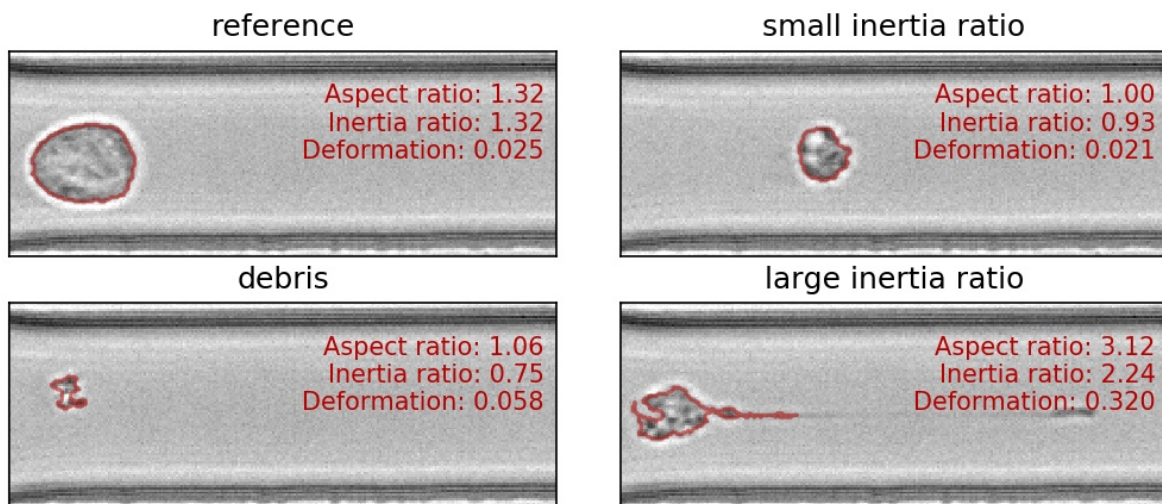 reference
Aspect ratio: 1.32
Inertia ratio: 1.32
Deformation: 0.025
small inertia ratio
Aspect ratio: 1.00
Inertia ratio: 0.93
Deformation: 0.021
debris
Aspect ratio: 1.06
Inertia ratio: 0.75
Deformation: 0.058
large inertia ratio
Aspect ratio: 3.12
Inertia ratio: 2.24
Deformation: 0.320